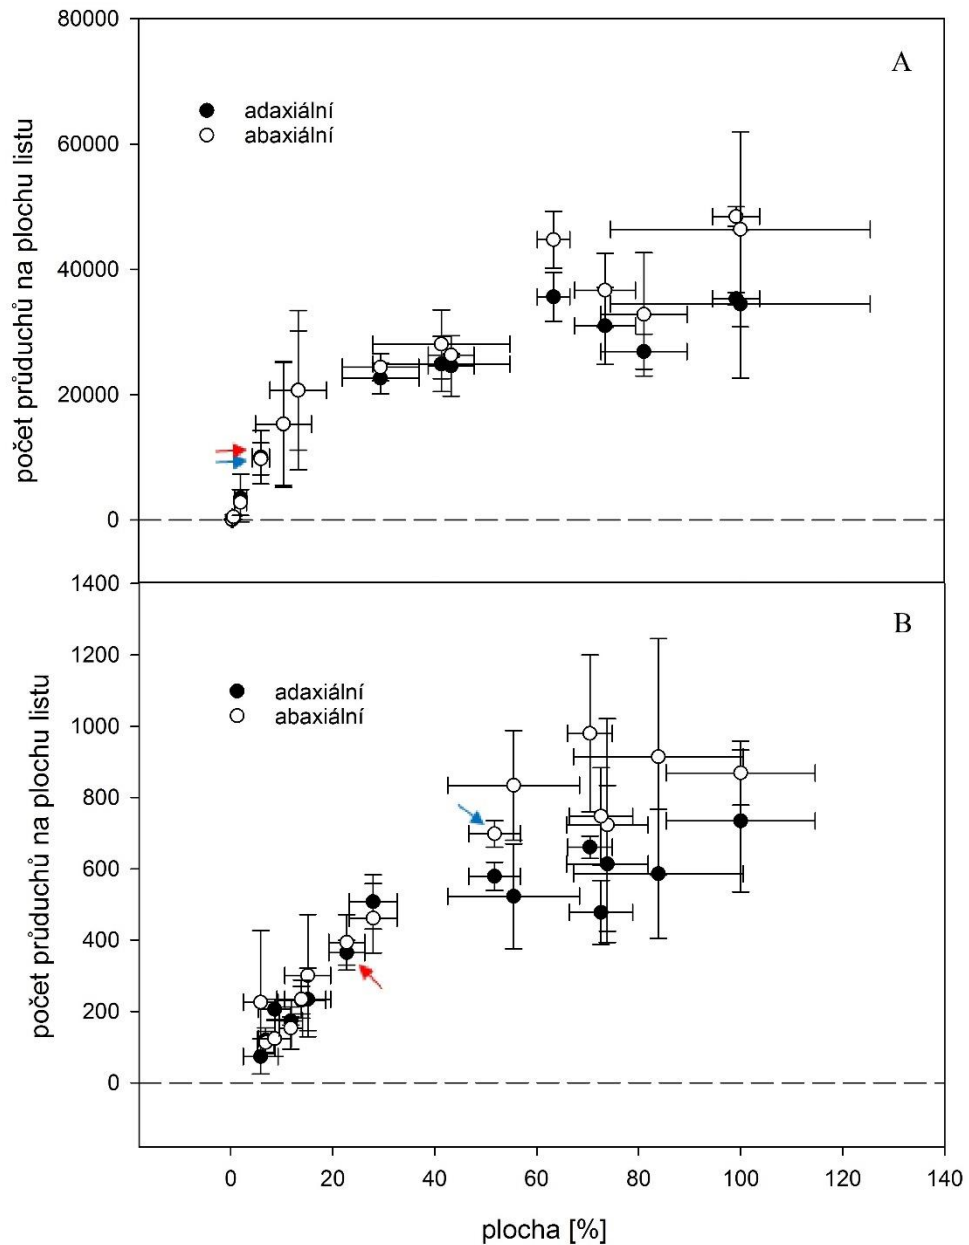 80000
A
adaxiální
abaxiální
60000
40000
20000
0
počet průduchů na plochu listu
1400
B
1200
adaxiální
abaxiální
1000
800
600
400
200
0
počet průduchů na plochu listu
0 20 40 60 80 100 120 140
plocha [%]